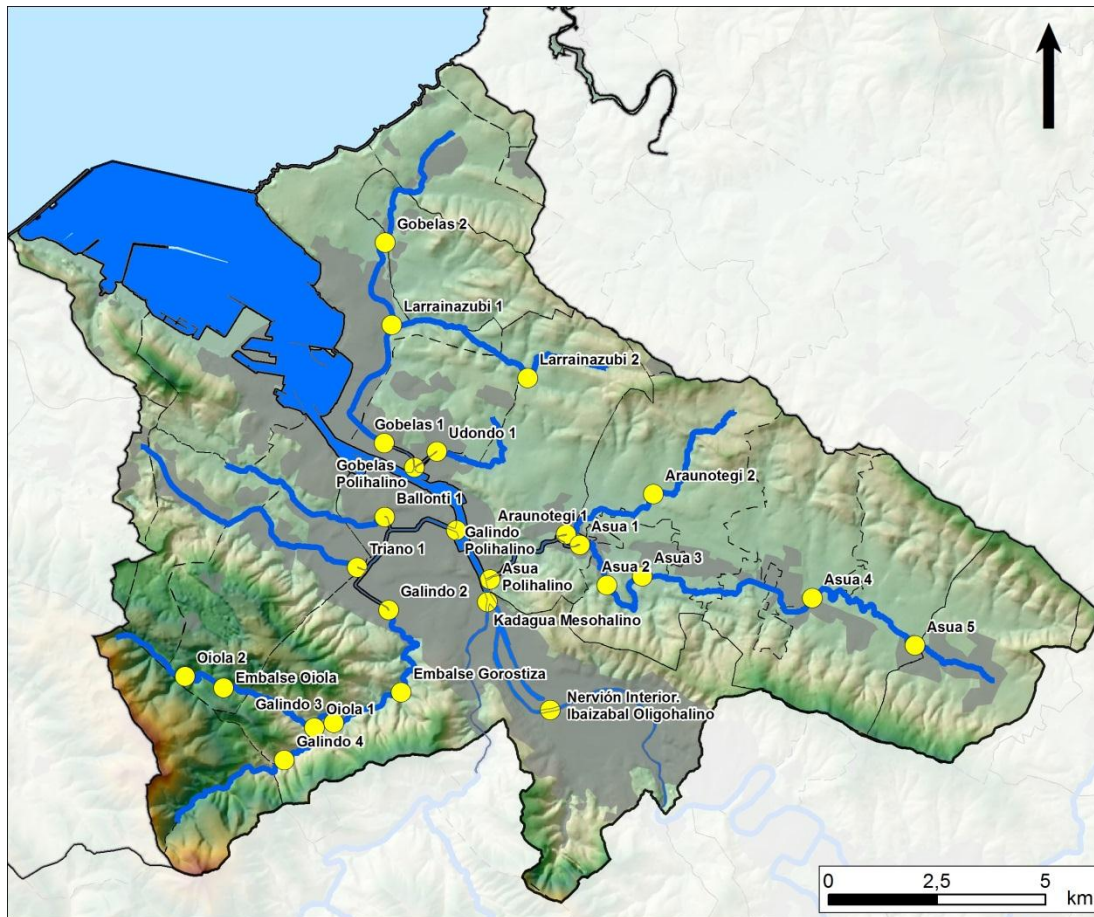 Gobelas 2
Larrainazubi 1
Larrainazubi 2
Gobelas 1
Udondo 1
Gobelas
Polihalino
Ballonti 1
Araunotegi 2
Araunotegi 1
Asua 1
Galindo
Polihalino
Triano 1
Asua 3
Asua 2
Asua
Polihalino
Asua 4
Galindo 2
Kadagua Mesohalino
Asua 5
Oiola 2
Embalse Oiola
Embalse Gorostiza
Galindo 3
Oiola 1
Nervión Interior.
Ibaizabal Oligohalino
Galindo 4
0 2,5 5
km